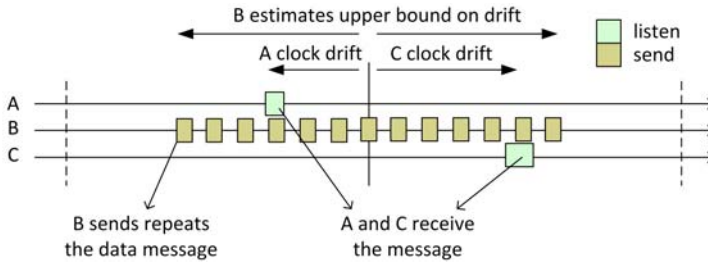 B estimates upper bound on drift
listen
send
A clock drift
C clock drift
A
B
C
B sends repeats
the data message
A and C receive
the message